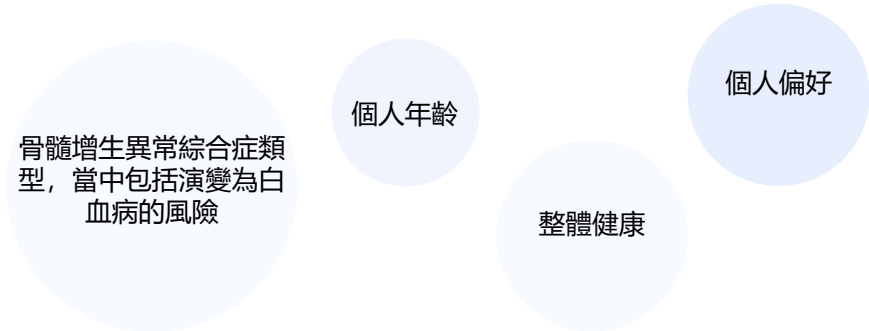 骨髓增生異常綜合症類
型，當中包括演變為白
血病的風險
個人年齡
整體健康
個人偏好